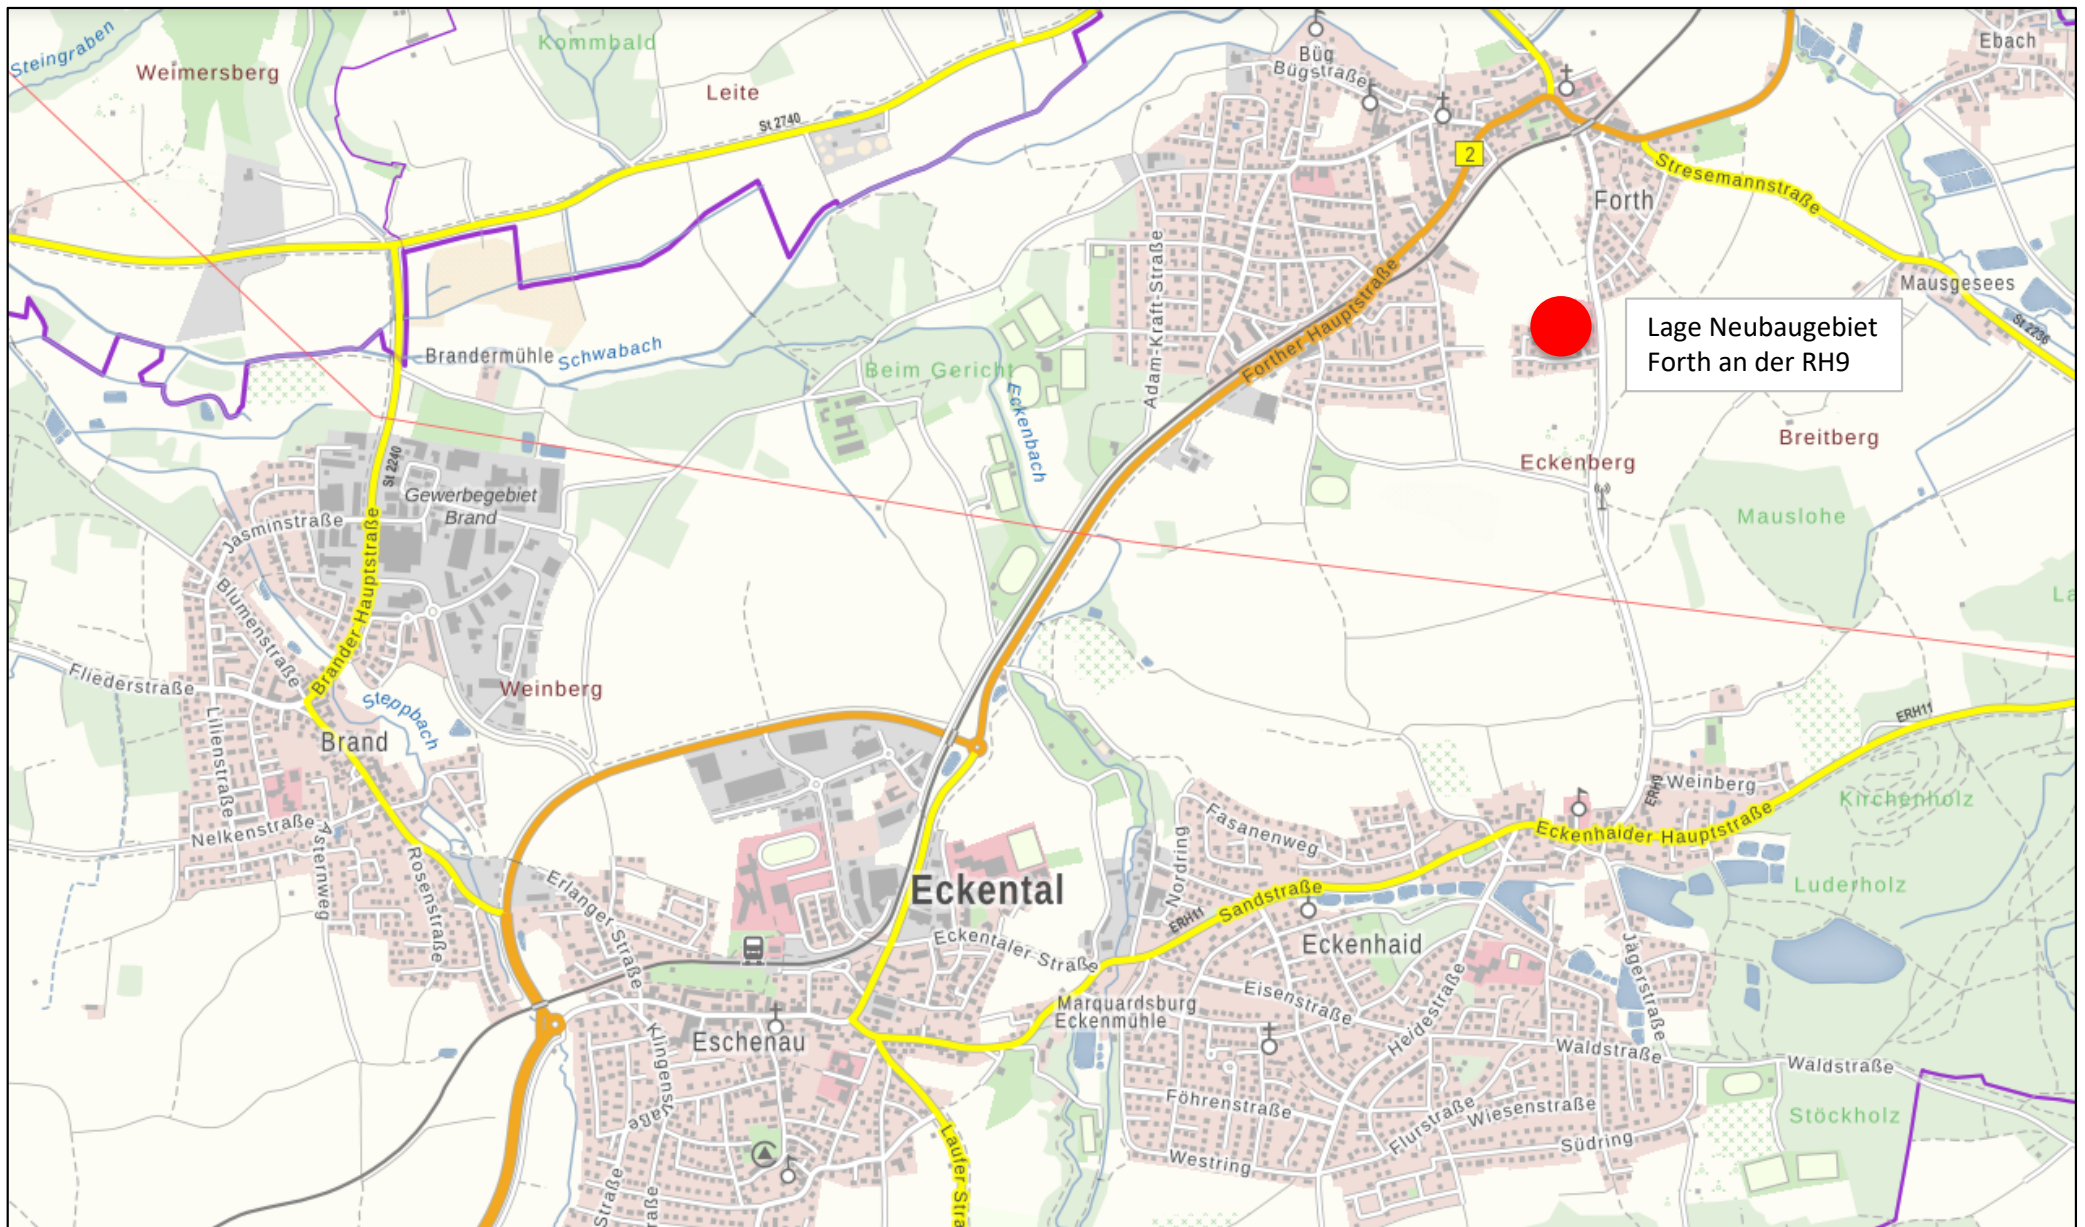 Steingraben
Weimersberg
Kommbald
Leite
St 2740
Büg
Bügstraße
Ebach
2
Stresemannstraße
Forth
Mausgesees
St 2236
Adam-Kraft-Straße
Forther Hauptstraße
Lage Neubaugebiet
Forth an der RH9
Brandermühle
Schwabach
Beim Gericht
Eckenbach
Breitberg
Eckenberg
Mauslohe
St 2240
Gewerbegebiet
Brand
Jasminstraße
Blumenstraße
Brander Hauptstraße
Fliederstraße
Lilienstraße
Steppbach
Weinberg
Brand
La
ERH11
ERH9
Weinberg
Kirchenholz
Eckenhaider Hauptstraße
Nelkenstraße
Asternweg
Rosenstraße
Erlanger Straße
Eckental
Fasanenweg
Nordring
Sandstraße
ERH11
Luderholz
Eckentaler Straße
Eckenhaid
Jägerstraße
Marquardsburg
Eckenmühle
Eisenstraße
Heidestraße
Eschenau
Waldstraße
Waldstraße
Föhrenstraße
Flurstraße
Wiesenstraße
Stöckholz
Südring
Westring
Laufer Stra
Straße
raße